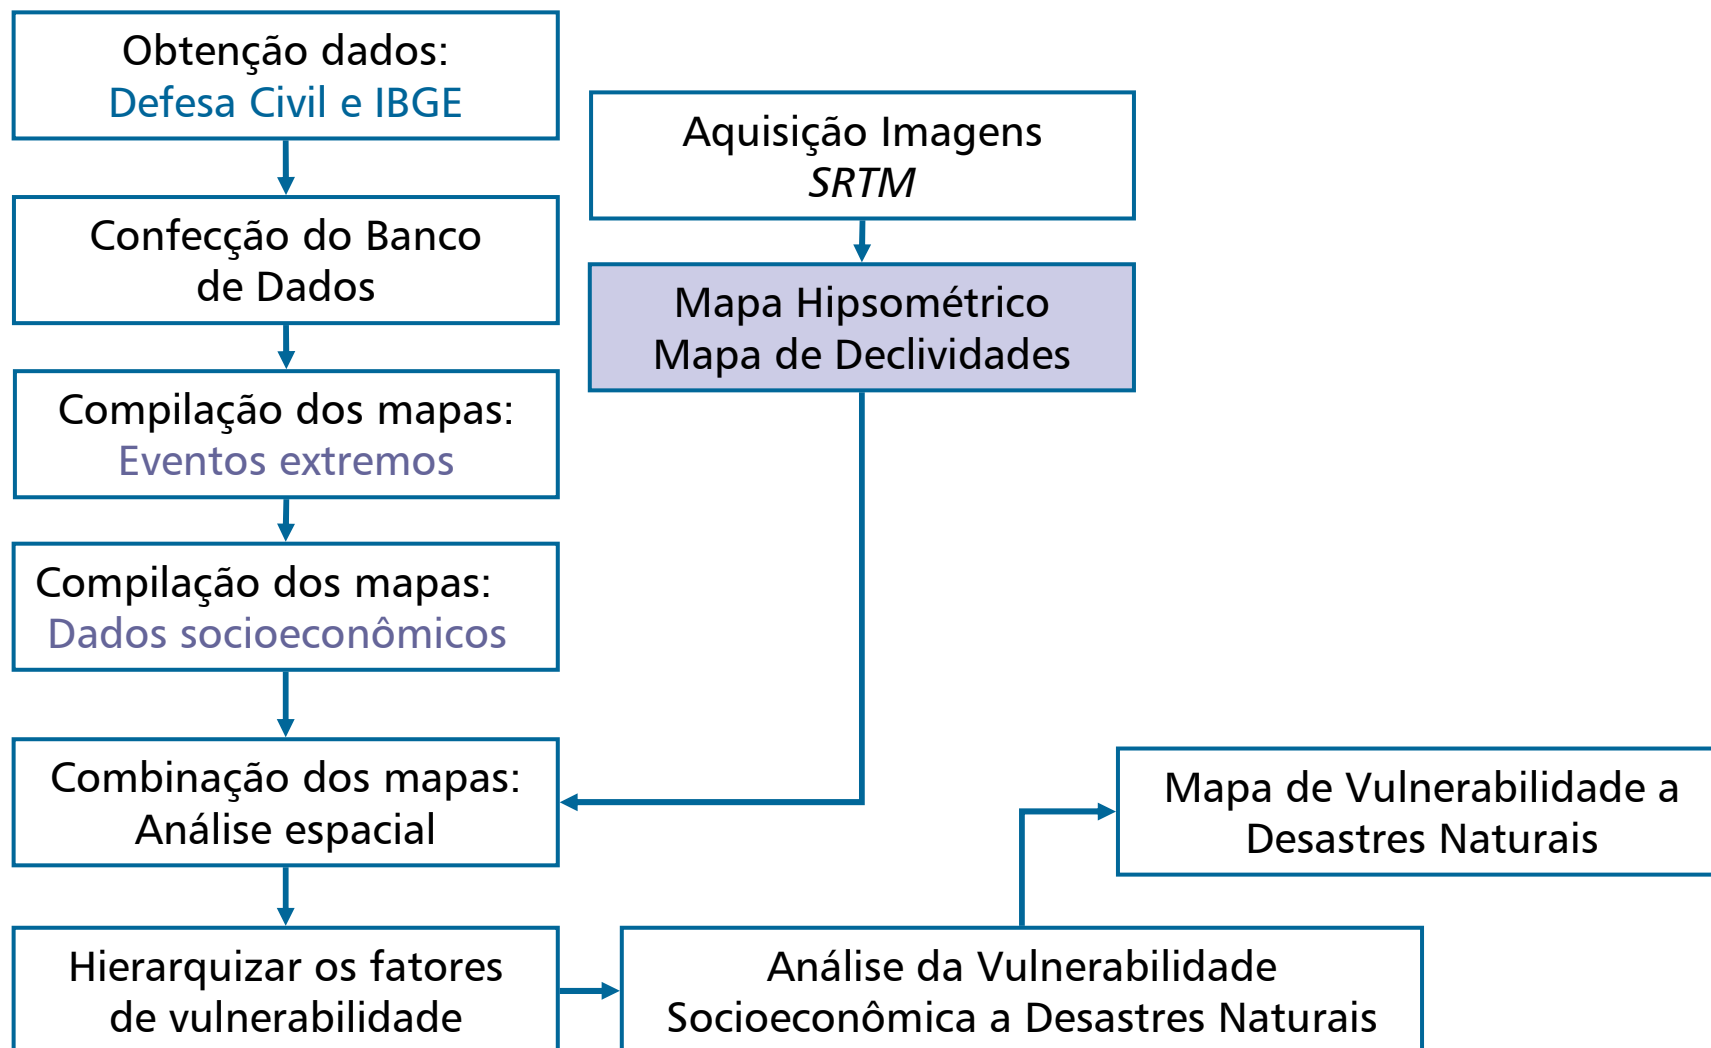 Obtenção dados:
Defesa Civil e IBGE
Aquisição Imagens
SRTM
Confecção do Banco
de Dados
Mapa Hipsométrico
Mapa de Declividades
Compilação dos mapas:
Eventos extremos
Compilação dos mapas:
Dados socioeconômicos
Combinação dos mapas:
Análise espacial
Mapa de Vulnerabilidade a
Desastres Naturais
Hierarquizar os fatores
de vulnerabilidade
Análise da Vulnerabilidade
Socioeconômica a Desastres Naturais